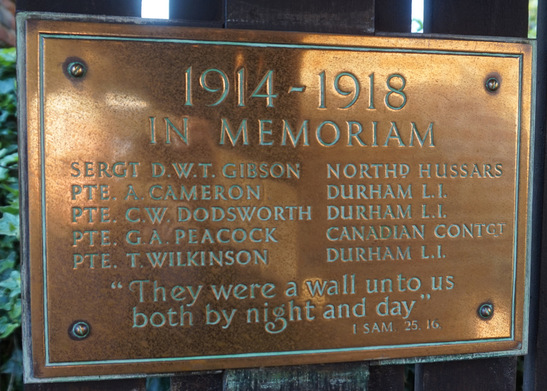 1914 - 1918
IN MEMORIAM
SERGT D.W.T. GIBSON NORTHD HUSSARS
PTE. A. CAMERON DURHAM L.I.
PTE. C.W. DODSWORTH DURHAM L.I.
PTE. G.A. PEACOCK CANADIAN CONTGT
PTE. T. WILKINSON DURHAM L.I.
"They were a wall unto us
both by night and day"
1 SAM. 25. 16.